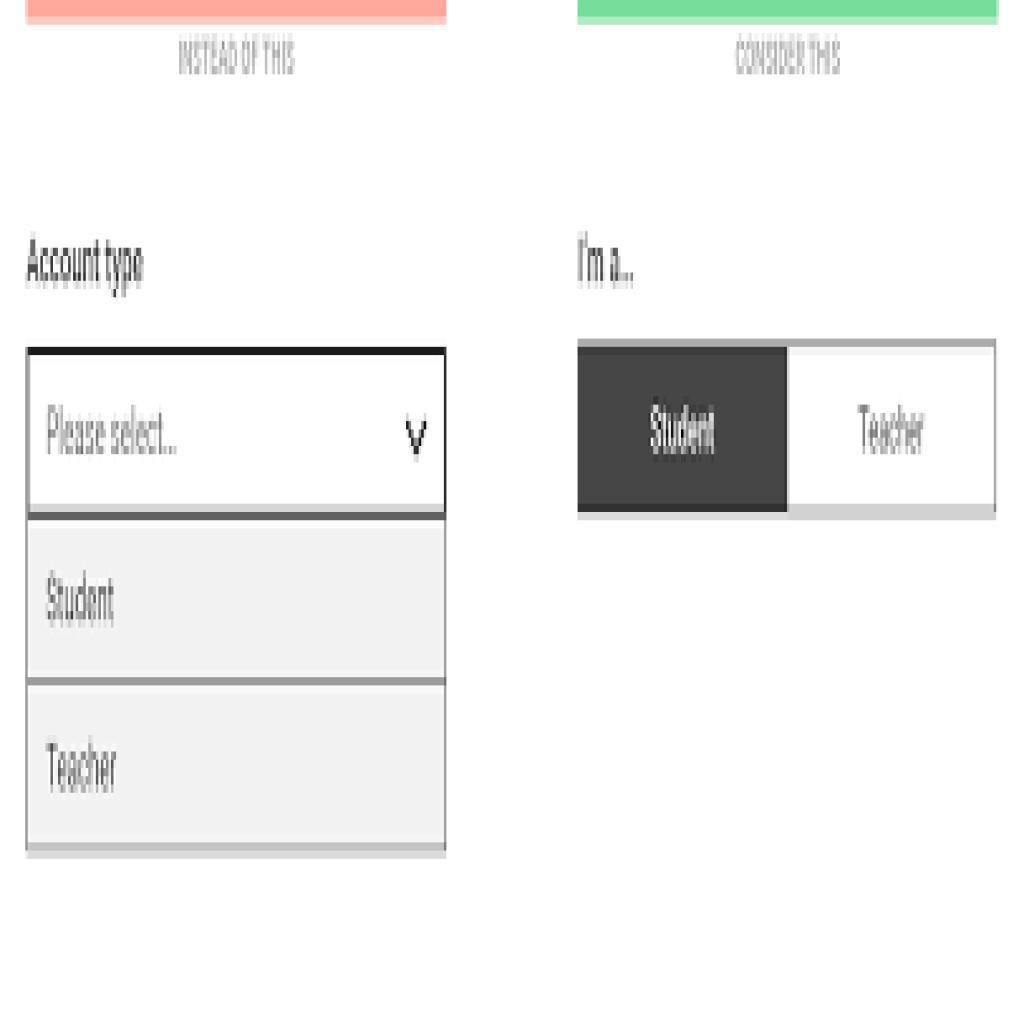 INSTEAD OF THIS
CONSIDER THIS
Account type
Please select...
Student
Teacher
I'm a...
Student
Teacher